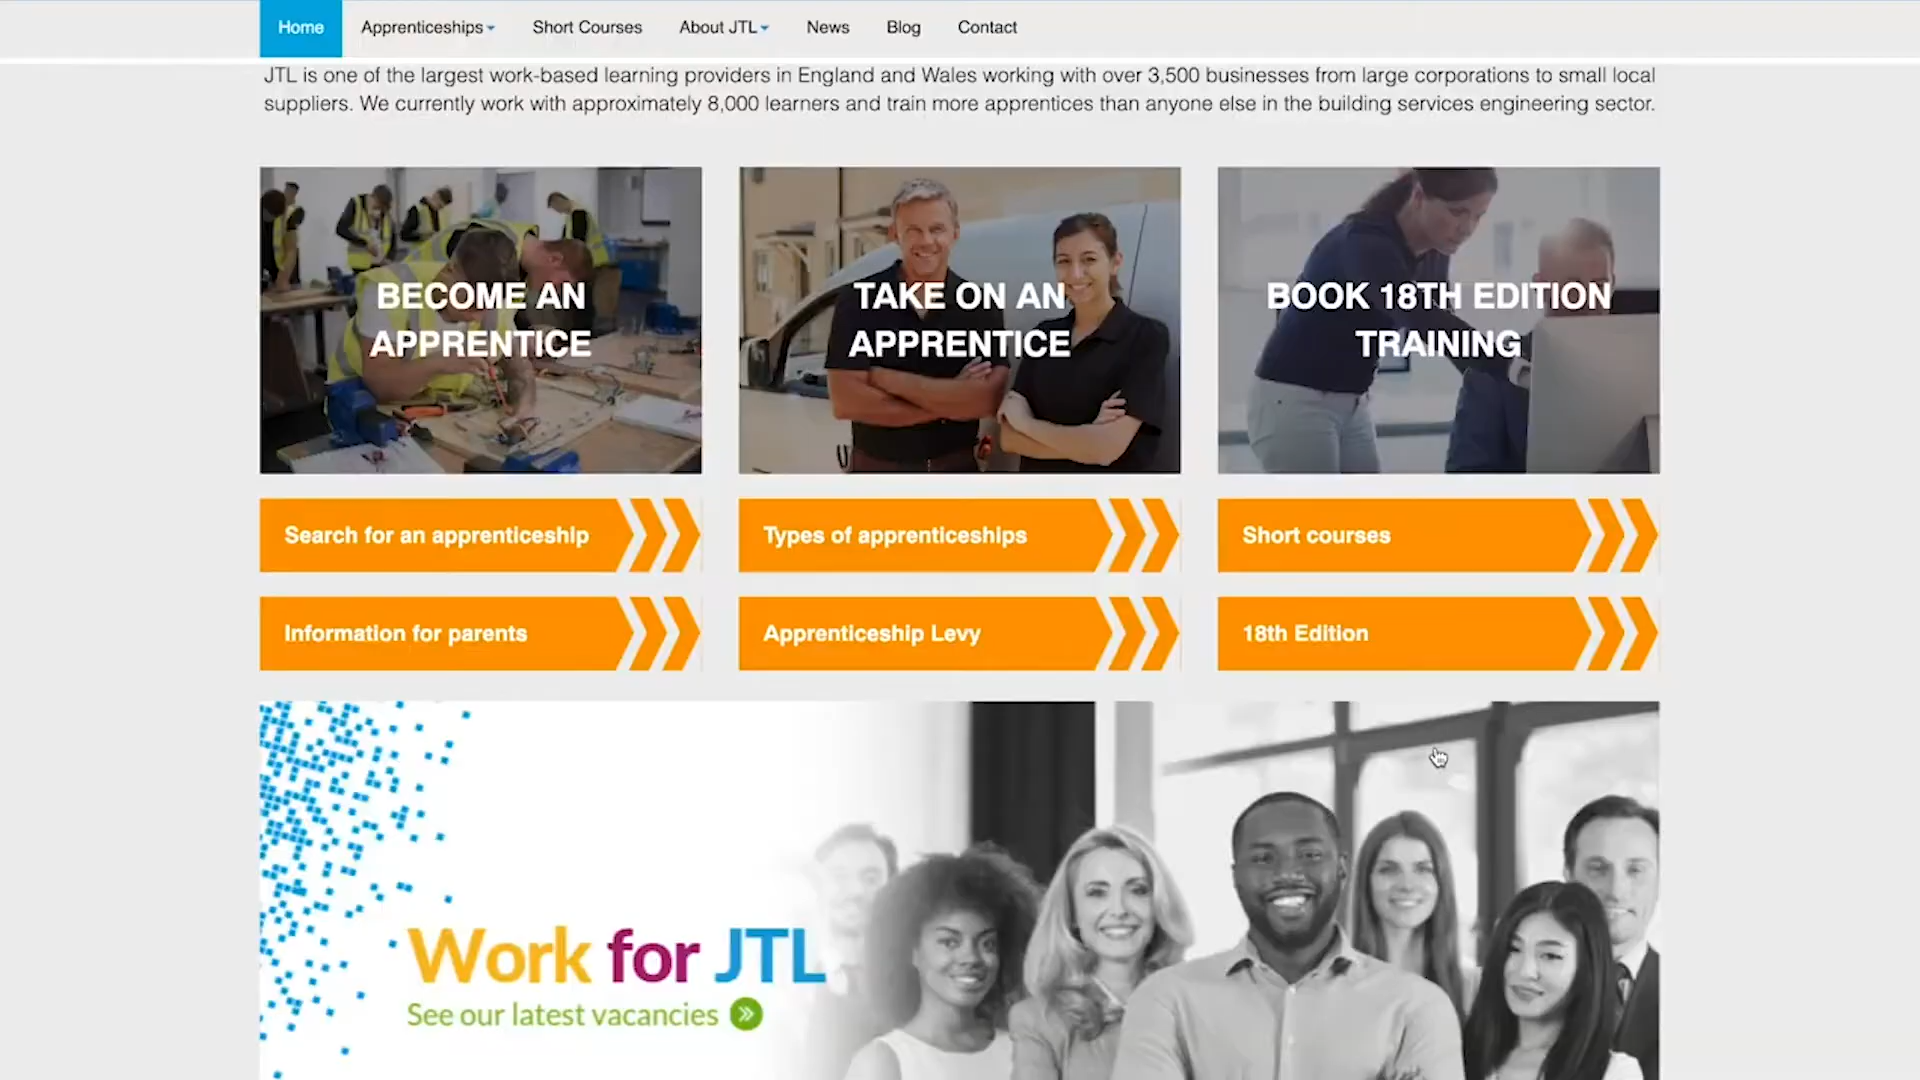 Home Apprenticeships Short Courses About JTL News Blog Contact
JTL is one of the largest work-based learning providers in England and Wales working with over 3,500 businesses from large corporations to small local
suppliers. We currently work with approximately 8,000 learners and train more apprentices than anyone else in the building services engineering sector.
BECOME AN
APPRENTICE
TAKE ON AN
APPRENTICE
BOOK 18TH EDITION
TRAINING
Search for an apprenticeship
Types of apprenticeships
Short courses
Information for parents
Apprenticeship Levy
18th Edition
Work for JTL
See our latest vacancies